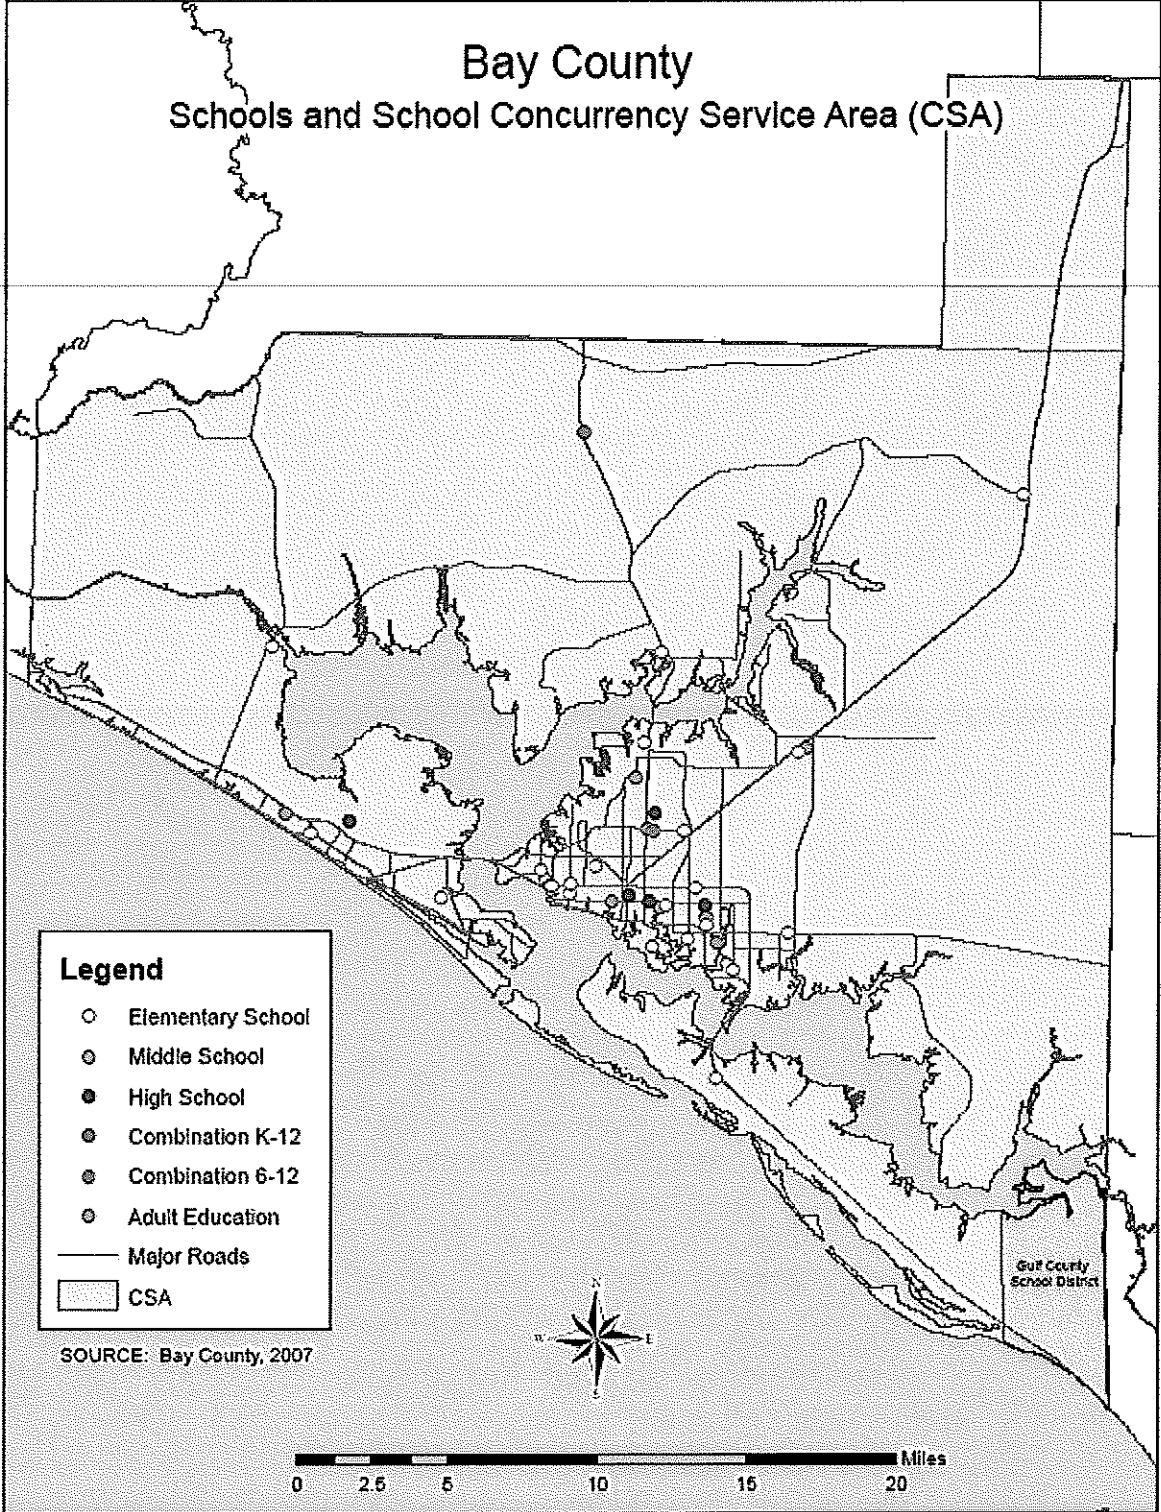 Bay County
Schools and School Concurrency Service Area (CSA)
Legend
Elementary School
Middle School
High School
Combination K-12
Combination 6-12
Adult Education
Major Roads
CSA
SOURCE: Bay County, 2007
Gulf County
School District
N
W
E
S
Miles
0 2.5 5 10 15 20